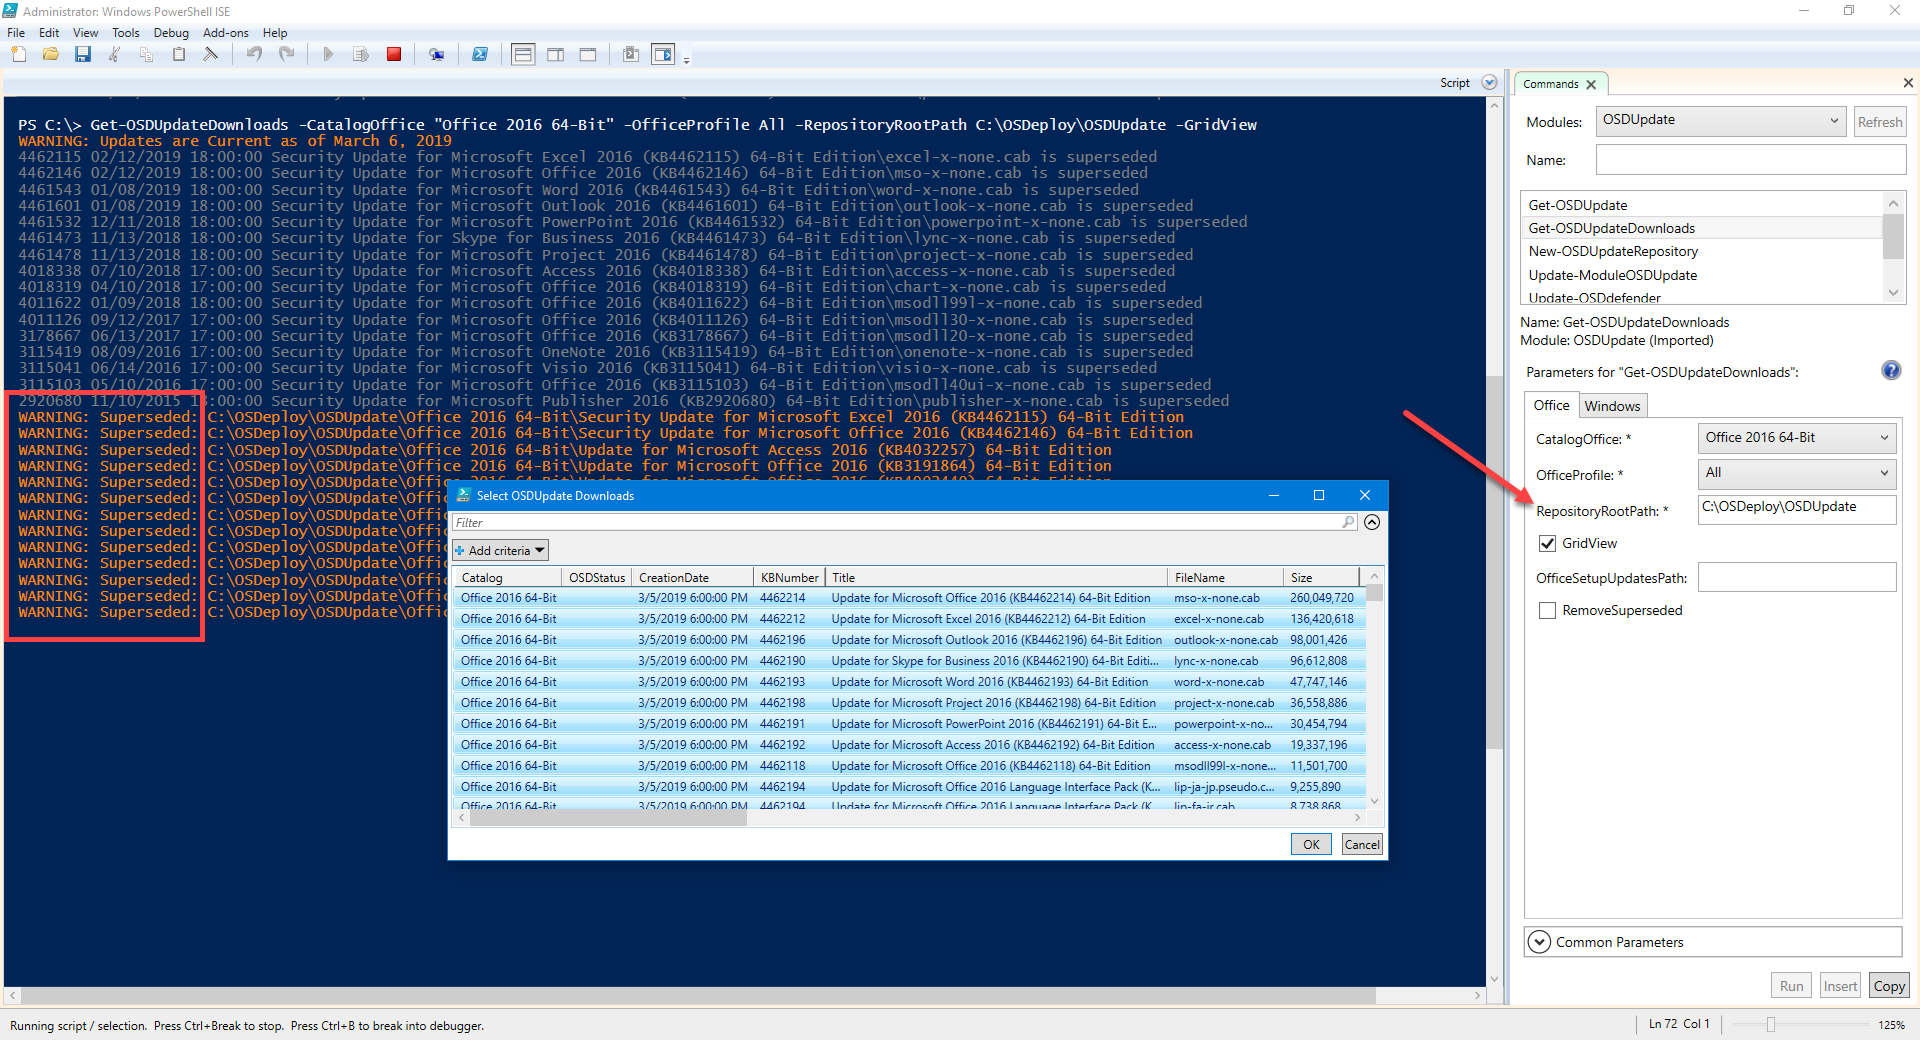 Administrator: Windows PowerShell ISE
File Edit View Tools Debug Add-ons Help
Script
PS C:\> Get-OSDUpdateDownloads -CatalogOffice "Office 2016 64-Bit" -OfficeProfile All -RepositoryRootPath C:\OSDeploy\OSDUpdate -GridView
WARNING: Updates are Current as of March 6, 2019
4462115 02/12/2019 18:00:00 Security Update for Microsoft Excel 2016 (KB4462115) 64-Bit Edition\excel-x-none.cab is superseded
4462146 02/12/2019 18:00:00 Security Update for Microsoft Office 2016 (KB4462146) 64-Bit Edition\mso-x-none.cab is superseded
4461543 01/08/2019 18:00:00 Security Update for Microsoft Word 2016 (KB4461543) 64-Bit Edition\word-x-none.cab is superseded
4461601 01/08/2019 18:00:00 Security Update for Microsoft Outlook 2016 (KB4461601) 64-Bit Edition\outlook-x-none.cab is superseded
4461532 12/11/2018 18:00:00 Security Update for Microsoft PowerPoint 2016 (KB4461532) 64-Bit Edition\powerpoint-x-none.cab is superseded
4461473 11/13/2018 18:00:00 Security Update for Skype for Business 2016 (KB4461473) 64-Bit Edition\lync-x-none.cab is superseded
4461478 11/13/2018 18:00:00 Security Update for Microsoft Project 2016 (KB4461478) 64-Bit Edition\project-x-none.cab is superseded
4018338 07/10/2018 17:00:00 Security Update for Microsoft Access 2016 (KB4018338) 64-Bit Edition\access-x-none.cab is superseded
4018319 04/10/2018 17:00:00 Security Update for Microsoft Office 2016 (KB4018319) 64-Bit Edition\chart-x-none.cab is superseded
4011622 01/09/2018 18:00:00 Security Update for Microsoft Office 2016 (KB4011622) 64-Bit Edition\msodll99l-x-none.cab is superseded
4011126 09/12/2017 17:00:00 Security Update for Microsoft Office 2016 (KB4011126) 64-Bit Edition\msodll30-x-none.cab is superseded
3178667 06/13/2017 17:00:00 Security Update for Microsoft Office 2016 (KB3178667) 64-Bit Edition\msodll20-x-none.cab is superseded
3115419 08/09/2016 17:00:00 Security Update for Microsoft OneNote 2016 (KB3115419) 64-Bit Edition\onenote-x-none.cab is superseded
3115041 06/14/2016 17:00:00 Security Update for Microsoft Visio 2016 (KB3115041) 64-Bit Edition\visio-x-none.cab is superseded
3115103 05/10/2016 17:00:00 Security Update for Microsoft Office 2016 (KB3115103) 64-Bit Edition\msodll40ui-x-none.cab is superseded
2920680 11/10/2015 18:00:00 Security Update for Microsoft Publisher 2016 (KB2920680) 64-Bit Edition\publisher-x-none.cab is superseded
WARNING: Superseded: C:\OSDeploy\OSDUpdate\Office 2016 64-Bit\Security Update for Microsoft Excel 2016 (KB4462115) 64-Bit Edition
WARNING: Superseded: C:\OSDeploy\OSDUpdate\Office 2016 64-Bit\Security Update for Microsoft Office 2016 (KB4462146) 64-Bit Edition
WARNING: Superseded: C:\OSDeploy\OSDUpdate\Office 2016 64-Bit\Update for Microsoft Access 2016 (KB4032257) 64-Bit Edition
WARNING: Superseded: C:\OSDeploy\OSDUpdate\Office 2016 64-Bit\Update for Microsoft Office 2016 (KB3191864) 64-Bit Edition
WARNING: Superseded: C:\OSDeploy\OSDUpdate\Offic
WARNING: Superseded: C:\OSDeploy\OSDUpdate\Offic
WARNING: Superseded: C:\OSDeploy\OSDUpdate\Offic
WARNING: Superseded: C:\OSDeploy\OSDUpdate\Offic
WARNING: Superseded: C:\OSDeploy\OSDUpdate\Offic
WARNING: Superseded: C:\OSDeploy\OSDUpdate\Offic
WARNING: Superseded: C:\OSDeploy\OSDUpdate\Offic
WARNING: Superseded: C:\OSDeploy\OSDUpdate\Offic
WARNING: Superseded: C:\OSDeploy\OSDUpdate\Offic
Select OSDUpdate Downloads
Filter
Add criteria
Catalog OSDStatus CreationDate KBNumber Title FileName Size
Office 2016 64-Bit 3/5/2019 6:00:00 PM 4462214 Update for Microsoft Office 2016 (KB4462214) 64-Bit Edition mso-x-none.cab 260,049,720
Office 2016 64-Bit 3/5/2019 6:00:00 PM 4462212 Update for Microsoft Excel 2016 (KB4462212) 64-Bit Edition excel-x-none.cab 136,420,618
Office 2016 64-Bit 3/5/2019 6:00:00 PM 4462196 Update for Microsoft Outlook 2016 (KB4462196) 64-Bit Edition outlook-x-none.cab 98,001,426
Office 2016 64-Bit 3/5/2019 6:00:00 PM 4462190 Update for Skype for Business 2016 (KB4462190) 64-Bit Editi... lync-x-none.cab 96,612,808
Office 2016 64-Bit 3/5/2019 6:00:00 PM 4462193 Update for Microsoft Word 2016 (KB4462193) 64-Bit Edition word-x-none.cab 47,747,146
Office 2016 64-Bit 3/5/2019 6:00:00 PM 4462198 Update for Microsoft Project 2016 (KB4462198) 64-Bit Edition project-x-none.cab 36,558,886
Office 2016 64-Bit 3/5/2019 6:00:00 PM 4462191 Update for Microsoft PowerPoint 2016 (KB4462191) 64-Bit E... powerpoint-x-no... 30,454,794
Office 2016 64-Bit 3/5/2019 6:00:00 PM 4462192 Update for Microsoft Access 2016 (KB4462192) 64-Bit Edition access-x-none.cab 19,337,196
Office 2016 64-Bit 3/5/2019 6:00:00 PM 4462118 Update for Microsoft Office 2016 (KB4462118) 64-Bit Edition msodll99l-x-none... 11,501,700
Office 2016 64-Bit 3/5/2019 6:00:00 PM 4462194 Update for Microsoft Office 2016 Language Interface Pack (K... lip-ja-jp.pseudo.c... 9,255,890
Office 2016 64-Bit 3/5/2019 6:00:00 PM 4462194 Update for Microsoft Office 2016 Language Interface Pack (K lip-fa-ir.cab 8,738,868
OK Cancel
Commands
Modules: OSDUpdate Refresh
Name:
Get-OSDUpdate
Get-OSDUpdateDownloads
New-OSDUpdateRepository
Update-ModuleOSDUpdate
Update-OSDdefender
Name: Get-OSDUpdateDownloads
Module: OSDUpdate (Imported)
Parameters for "Get-OSDUpdateDownloads":
Office Windows
CatalogOffice: * Office 2016 64-Bit
OfficeProfile: * All
RepositoryRootPath: * C:\OSDeploy\OSDUpdate
GridView
OfficeSetupUpdatesPath:
RemoveSuperseded
Common Parameters
Run Insert Copy
Running script / selection. Press Ctrl+Break to stop. Press Ctrl+B to break into debugger.
Ln 72 Col 1 125%